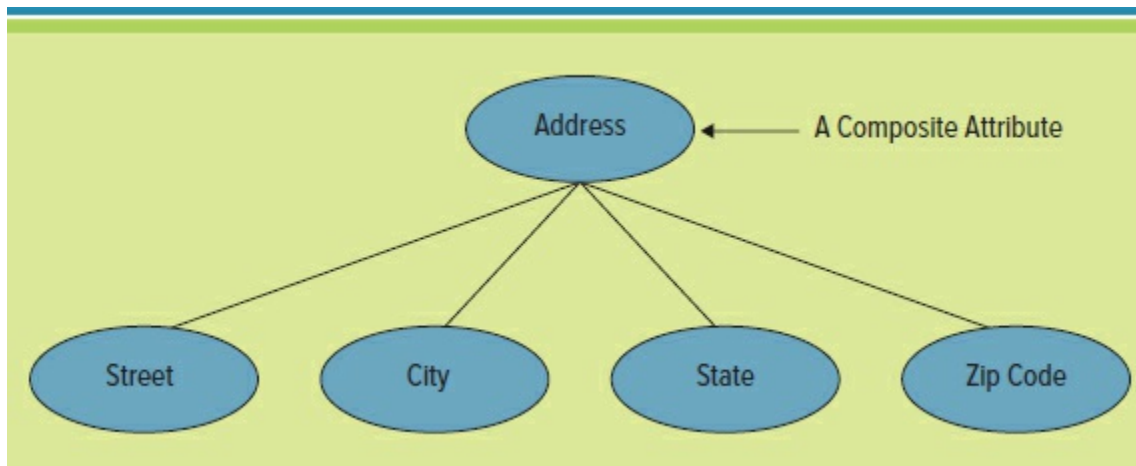 Address
A Composite Attribute
Street
City
State
Zip Code